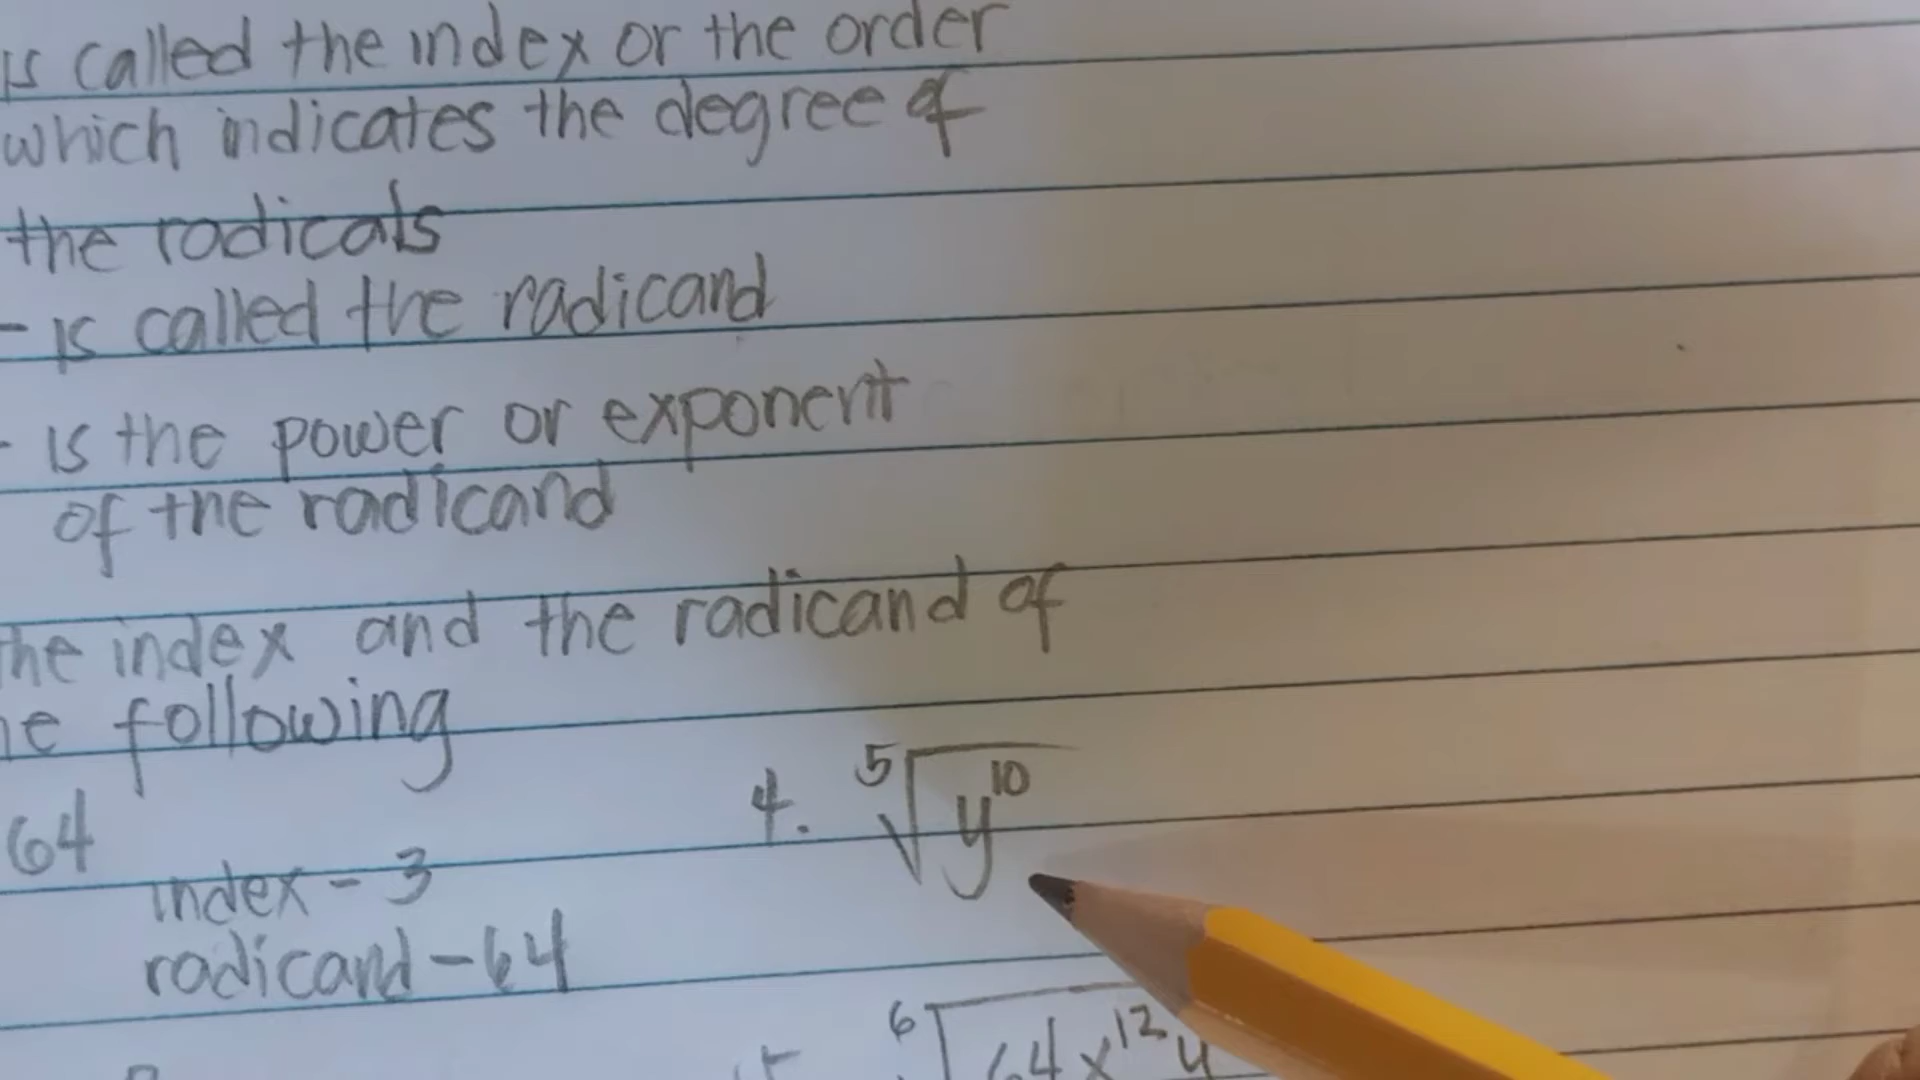 is called the index or the order
which indicates the degree of
the radicals
- is called the radicand
- is the power or exponent
of the radicand
the index and the radicand of
following
64
index - 3
radicand - 64
4. ⁵√y¹⁰
⁶√64x¹²y